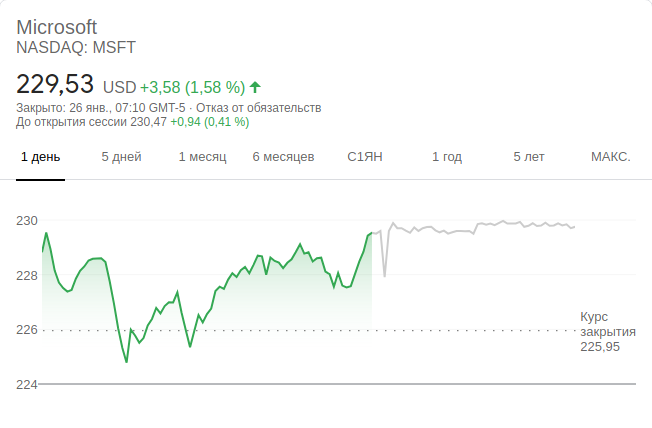 Microsoft
NASDAQ: MSFT
229,53 USD +3,58 (1,58 %)
Закрыто: 26 янв., 07:10 GMT-5 · Отказ от обязательств
До открытия сессии 230,47 +0,94 (0,41 %)
1 день 5 дней 1 месяц 6 месяцев С1ЯН 1 год 5 лет МАКС.
230
228
226
224
Курс
закрытия
225,95